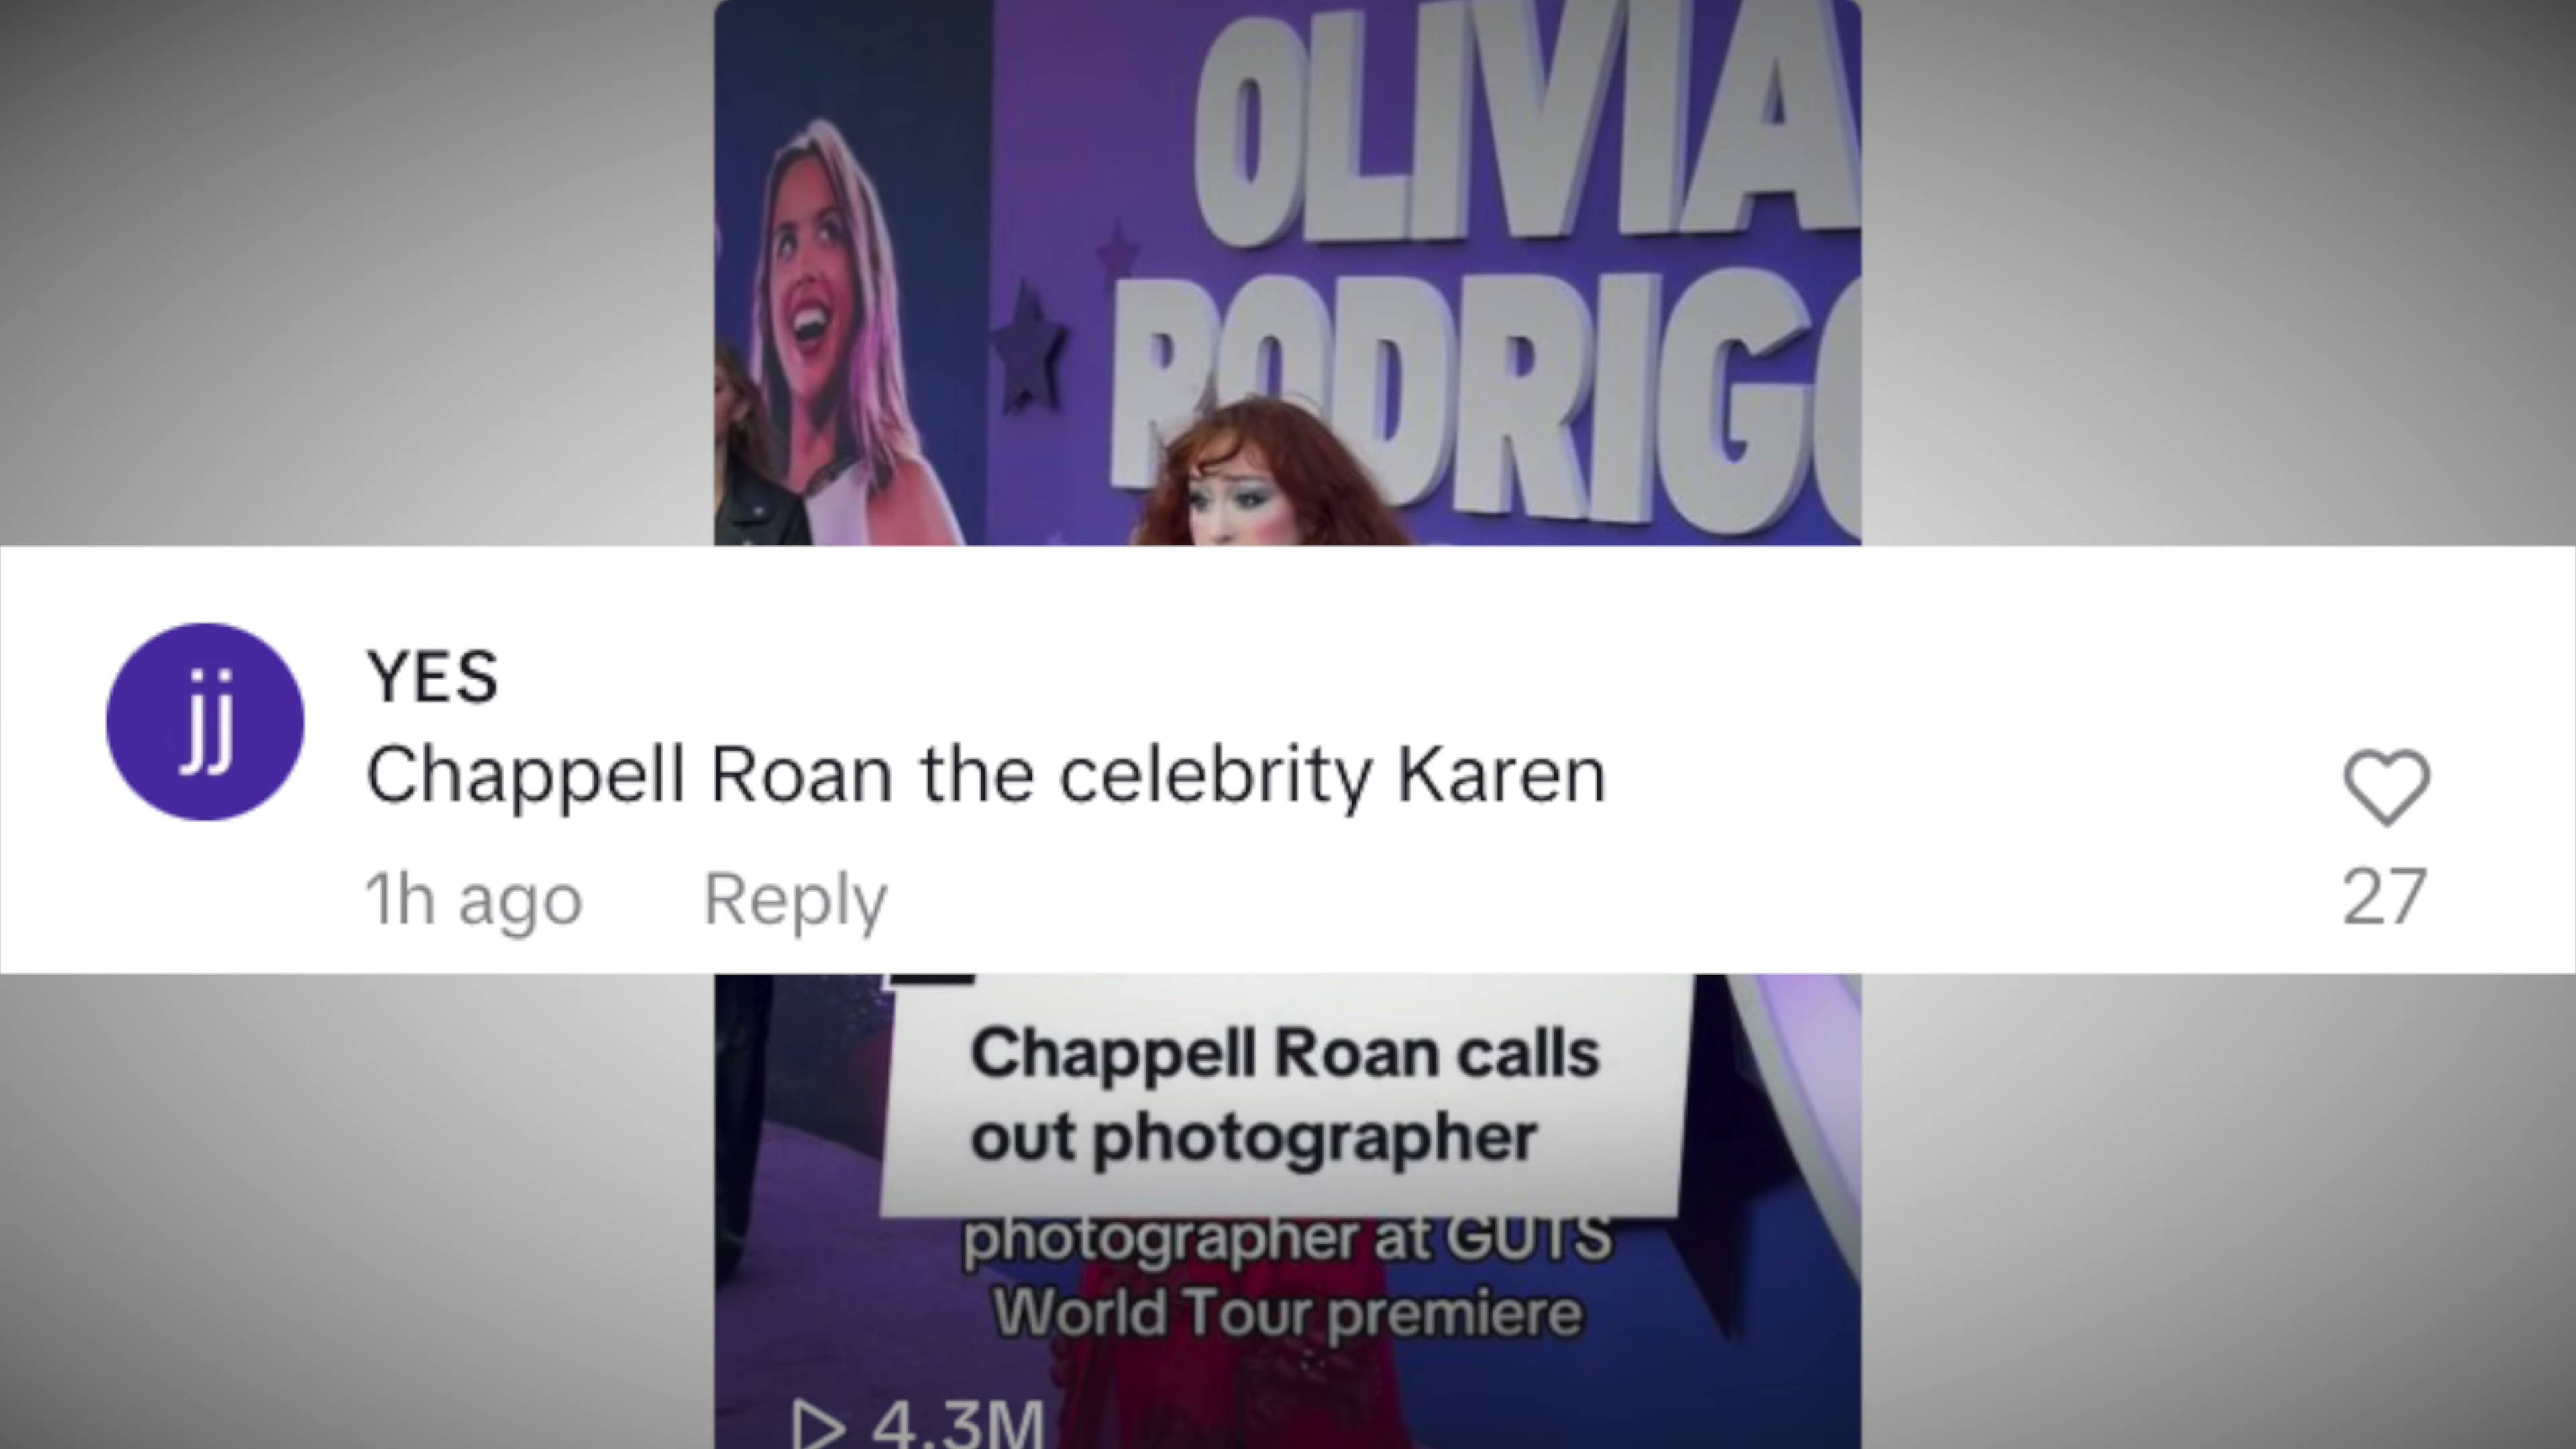 OLIVIA
RODRIGO
jj
YES
Chappell Roan the celebrity Karen
1h ago Reply
27
Chappell Roan calls
out photographer
photographer at GUTS
World Tour premiere
4.3M